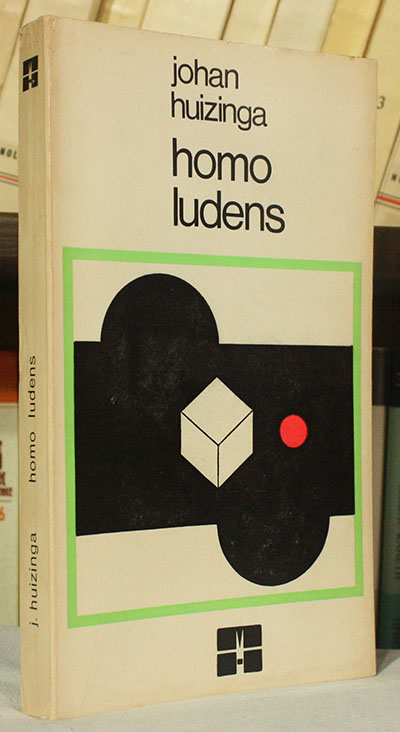 johan
huizinga
homo
ludens
j. huizinga homo ludens